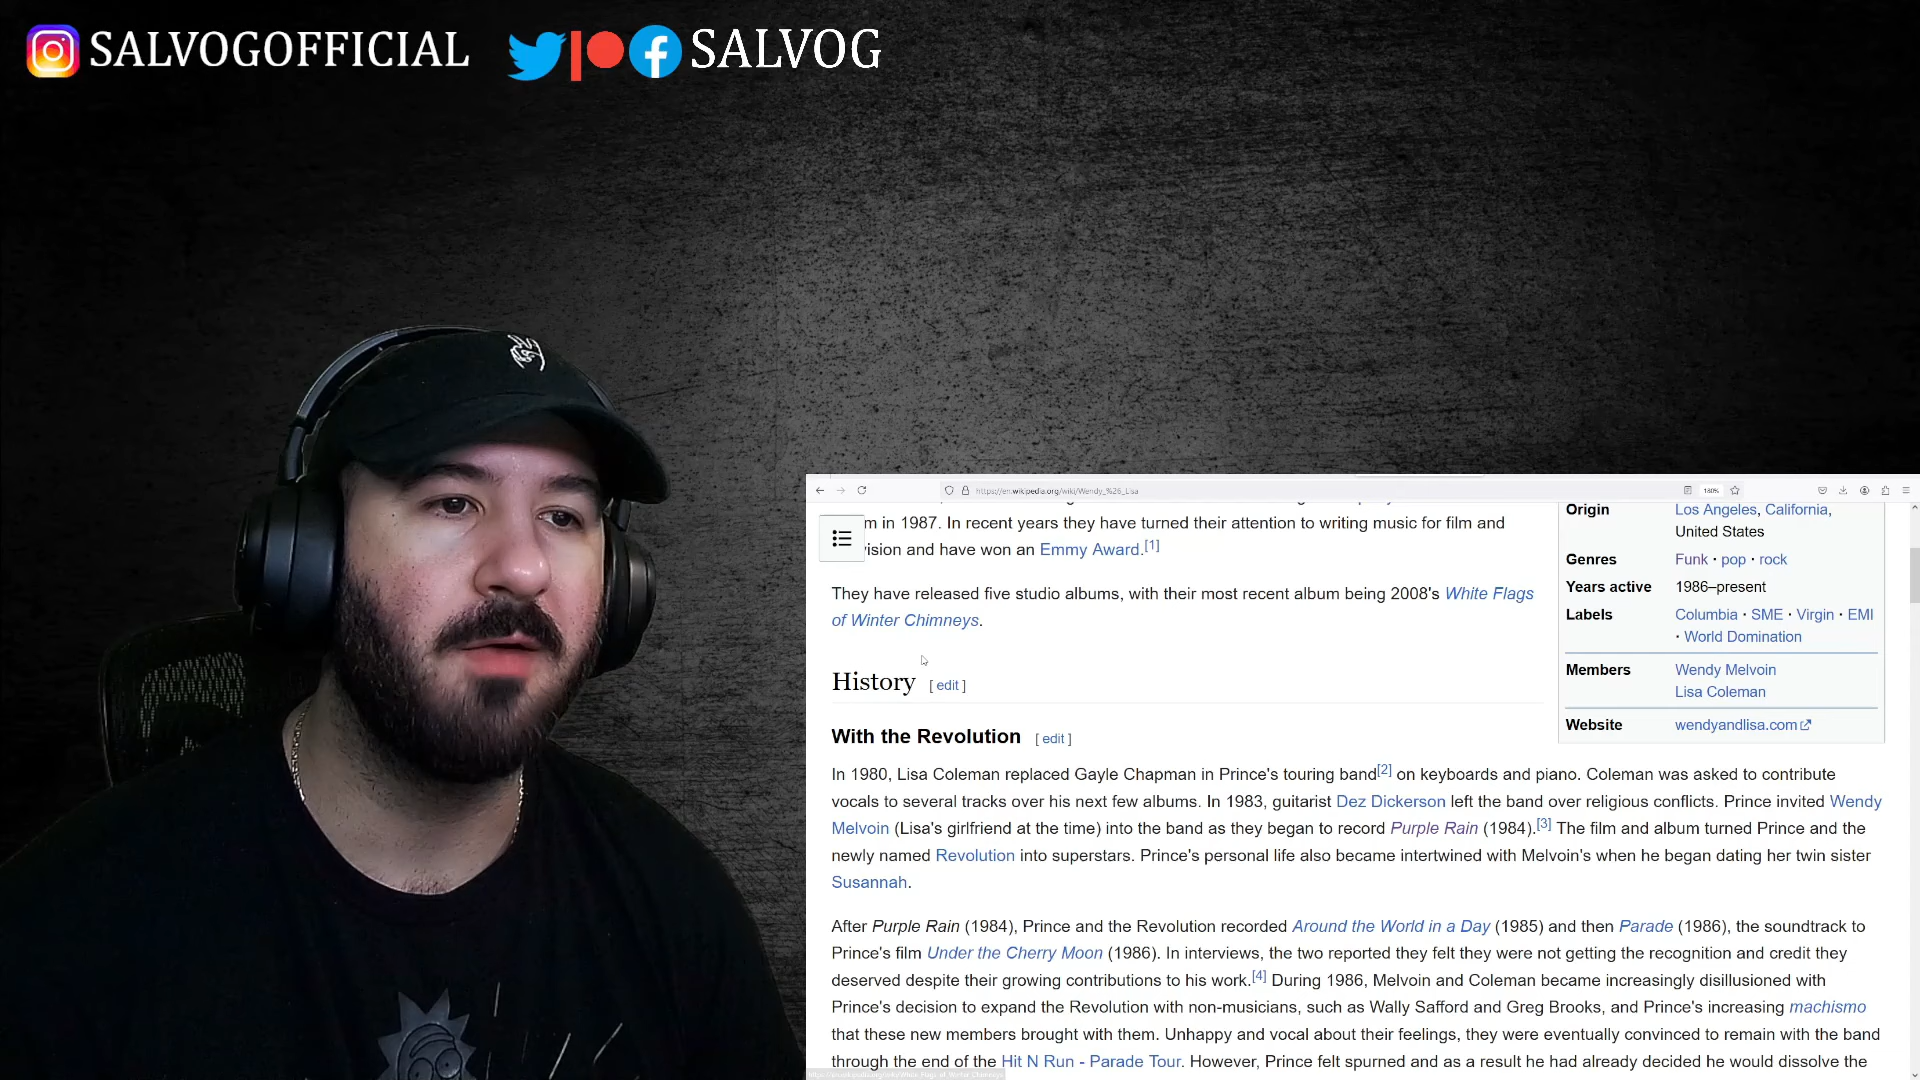 SALVOGOFFICIAL SALVOG
https://en.wikipedia.org/wiki/Wendy_%26_Lisa 180%
m in 1987. In recent years they have turned their attention to writing music for film and
vision and have won an Emmy Award.[1]
They have released five studio albums, with their most recent album being 2008's White Flags
of Winter Chimneys.
Origin Los Angeles, California,
United States
Genres Funk · pop · rock
Years active 1986–present
Labels Columbia · SME · Virgin · EMI
· World Domination
Members Wendy Melvoin
Lisa Coleman
Website wendyandlisa.com
History [ edit ]
With the Revolution [ edit ]
In 1980, Lisa Coleman replaced Gayle Chapman in Prince's touring band[2] on keyboards and piano. Coleman was asked to contribute
vocals to several tracks over his next few albums. In 1983, guitarist Dez Dickerson left the band over religious conflicts. Prince invited Wendy
Melvoin (Lisa's girlfriend at the time) into the band as they began to record Purple Rain (1984).[3] The film and album turned Prince and the
newly named Revolution into superstars. Prince's personal life also became intertwined with Melvoin's when he began dating her twin sister
Susannah.
After Purple Rain (1984), Prince and the Revolution recorded Around the World in a Day (1985) and then Parade (1986), the soundtrack to
Prince's film Under the Cherry Moon (1986). In interviews, the two reported they felt they were not getting the recognition and credit they
deserved despite their growing contributions to his work.[4] During 1986, Melvoin and Coleman became increasingly disillusioned with
Prince's decision to expand the Revolution with non-musicians, such as Wally Safford and Greg Brooks, and Prince's increasing machismo
that these new members brought with them. Unhappy and vocal about their feelings, they were eventually convinced to remain with the band
through the end of the Hit N Run - Parade Tour. However, Prince felt spurned and as a result he had already decided he would dissolve the
https://en.wikipedia.org/wiki/White_Flags_of_Winter_Chimneys